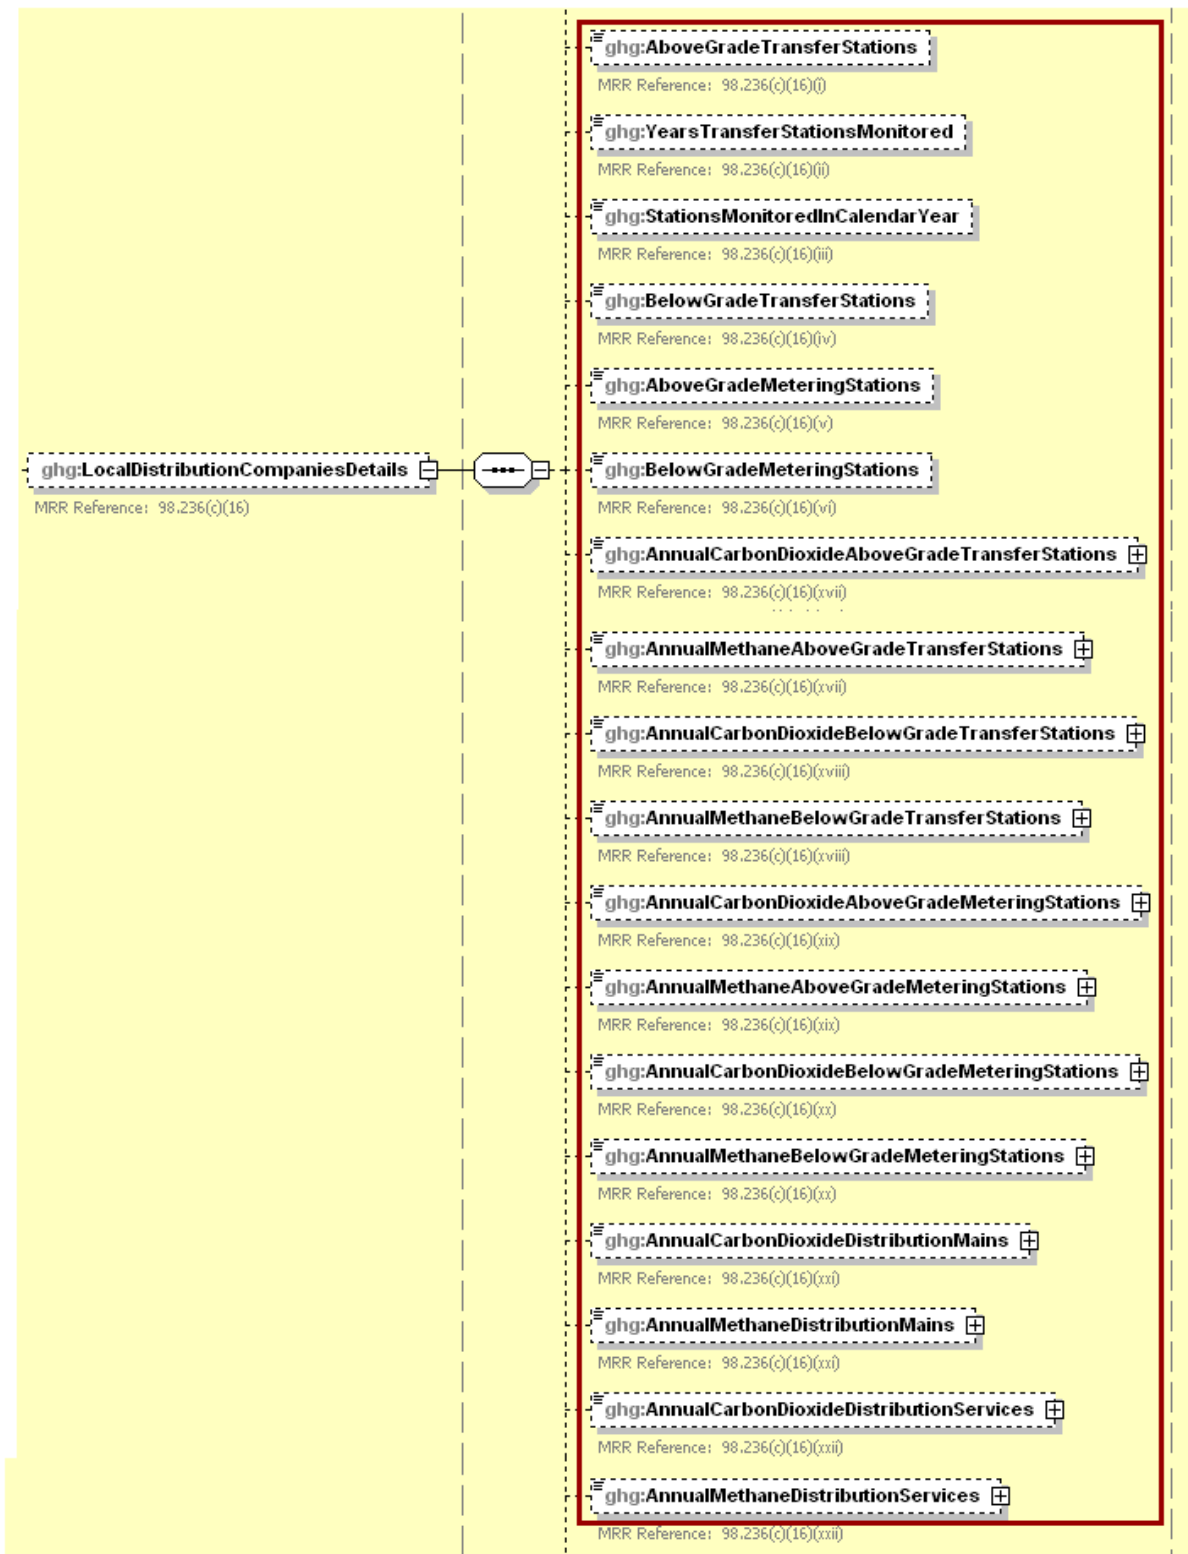 ghg:AboveGradeTransferStations
MRR Reference: 98.236(c)(16)(i)
ghg:YearsTransferStationsMonitored
MRR Reference: 98.236(c)(16)(ii)
ghg:StationsMonitoredInCalendarYear
MRR Reference: 98.236(c)(16)(iii)
ghg:BelowGradeTransferStations
MRR Reference: 98.236(c)(16)(iv)
ghg:AboveGradeMeteringStations
MRR Reference: 98.236(c)(16)(v)
ghg:LocalDistributionCompaniesDetails
MRR Reference: 98.236(c)(16)
ghg:BelowGradeMeteringStations
MRR Reference: 98.236(c)(16)(vi)
ghg:AnnualCarbonDioxideAboveGradeTransferStations
MRR Reference: 98.236(c)(16)(xvii)
ghg:AnnualMethaneAboveGradeTransferStations
MRR Reference: 98.236(c)(16)(xvii)
ghg:AnnualCarbonDioxideBelowGradeTransferStations
MRR Reference: 98.236(c)(16)(xviii)
ghg:AnnualMethaneBelowGradeTransferStations
MRR Reference: 98.236(c)(16)(xviii)
ghg:AnnualCarbonDioxideAboveGradeMeteringStations
MRR Reference: 98.236(c)(16)(xix)
ghg:AnnualMethaneAboveGradeMeteringStations
MRR Reference: 98.236(c)(16)(xix)
ghg:AnnualCarbonDioxideBelowGradeMeteringStations
MRR Reference: 98.236(c)(16)(xx)
ghg:AnnualMethaneBelowGradeMeteringStations
MRR Reference: 98.236(c)(16)(xx)
ghg:AnnualCarbonDioxideDistributionMains
MRR Reference: 98.236(c)(16)(xxi)
ghg:AnnualMethaneDistributionMains
MRR Reference: 98.236(c)(16)(xxi)
ghg:AnnualCarbonDioxideDistributionServices
MRR Reference: 98.236(c)(16)(xxii)
ghg:AnnualMethaneDistributionServices
MRR Reference: 98.236(c)(16)(xxii)